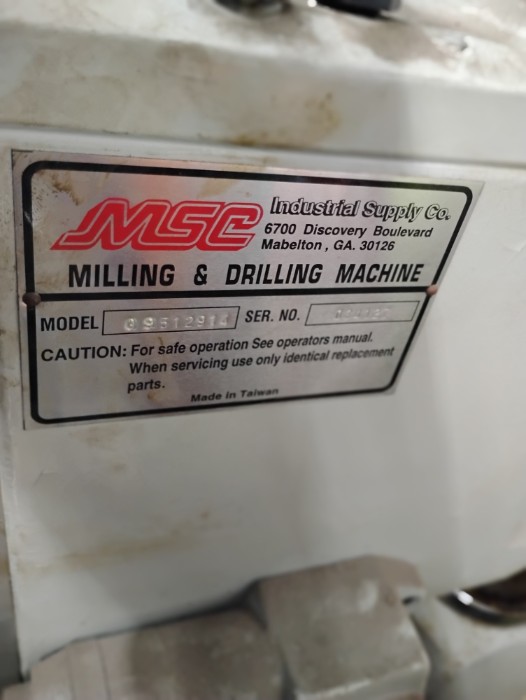 MSC Industrial Supply Co.
6700 Discovery Boulevard
Mabelton, GA. 30126
MILLING & DRILLING MACHINE
MODEL SER. NO.
CAUTION: For safe operation See operators manual.
When servicing use only identical replacement
parts.
Made in Taiwan